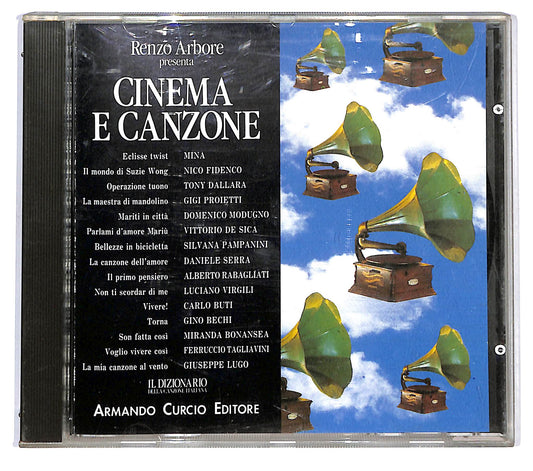 Renzo Arbore
presenta
CINEMA
E CANZONE
Eclisse twist MINA
Il mondo di Suzie Wong NICO FIDENCO
Operazione tuono TONY DALLARA
La maestra di mandolino GIGI PROIETTI
Mariti in città DOMENICO MODUGNO
Parlami d'amore Mariù VITTORIO DE SICA
Bellezze in bicicletta SILVANA PAMPANINI
La canzone dell'amore DANIELE SERRA
Il primo pensiero ALBERTO RABAGLIATI
Non ti scordar di me LUCIANO VIRGILI
Vivere! CARLO BUTI
Torna GINO BECHI
Son fatta così MIRANDA BONANSEA
Voglio vivere così FERRUCCIO TAGLIAVINI
La mia canzone al vento GIUSEPPE LUGO
IL DIZIONARIO
DELLA CANZONE ITALIANA
ARMANDO CURCIO EDITORE